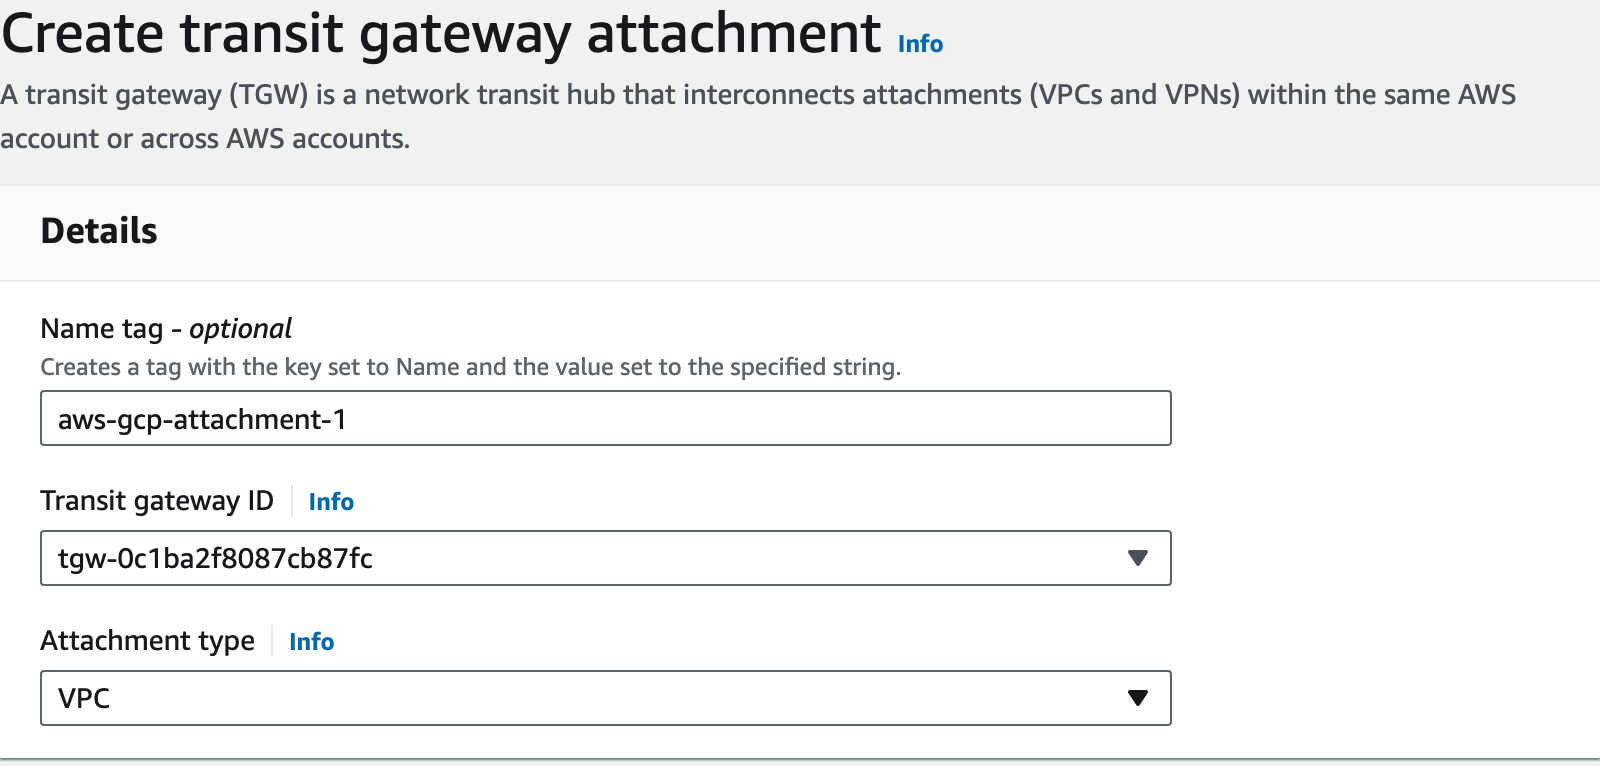 Create transit gateway attachment Info
A transit gateway (TGW) is a network transit hub that interconnects attachments (VPCs and VPNs) within the same AWS
account or across AWS accounts.
Details
Name tag - optional
Creates a tag with the key set to Name and the value set to the specified string.
aws-gcp-attachment-1
Transit gateway ID Info
tgw-0c1ba2f8087cb87fc
Attachment type Info
VPC